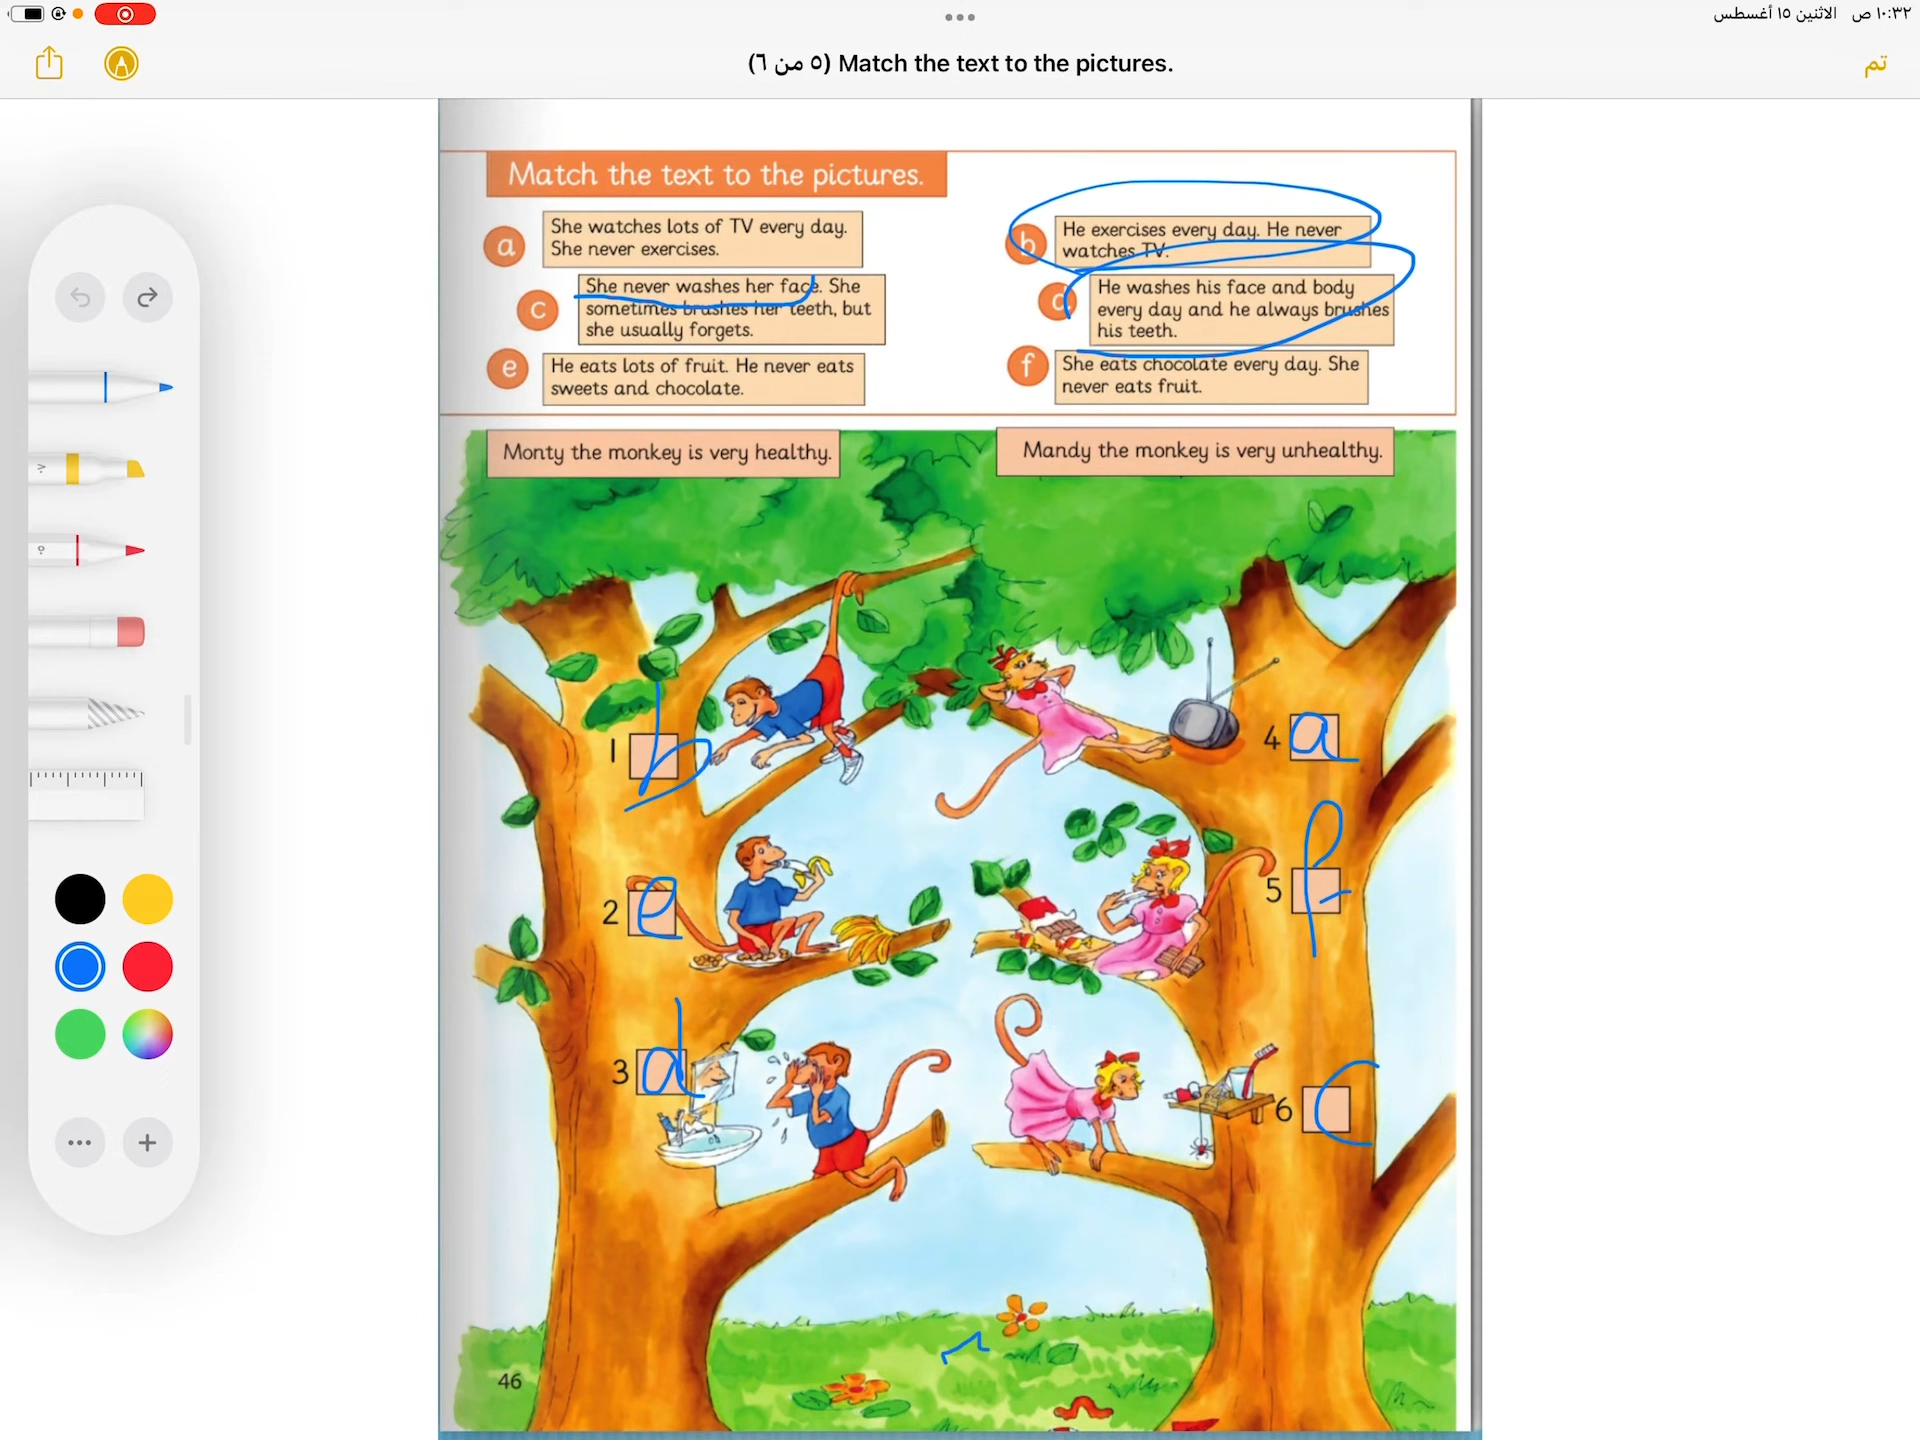 ١٠:٣٢ ص الاثنين ١٥ أغسطس
Match the text to the pictures. (٥ من ٦)
تم
Match the text to the pictures.
a
She watches lots of TV every day.
She never exercises.
b
He exercises every day. He never
watches TV.
c
She never washes her face. She
sometimes brushes her teeth, but
she usually forgets.
d
He washes his face and body
every day and he always brushes
his teeth.
e
He eats lots of fruit. He never eats
sweets and chocolate.
f
She eats chocolate every day. She
never eats fruit.
Monty the monkey is very healthy.
Mandy the monkey is very unhealthy.
1 b
4 a
2 e
5 f
3 d
6 c
46